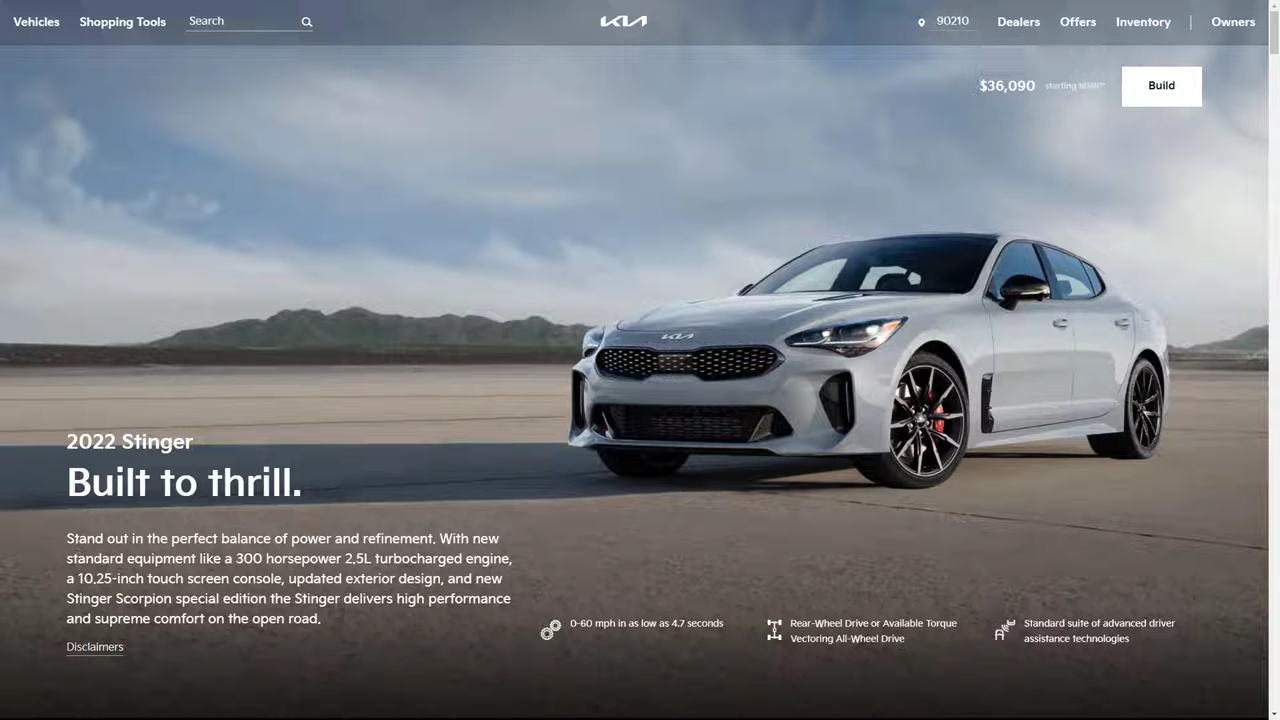 Vehicles Shopping Tools Search KIA 90210 Dealers Offers Inventory Owners
$36,090 starting MSRP* Build
KIA
2022 Stinger
Built to thrill.
Stand out in the perfect balance of power and refinement. With new
standard equipment like a 300 horsepower 2.5L turbocharged engine,
a 10.25-inch touch screen console, updated exterior design, and new
Stinger Scorpion special edition the Stinger delivers high performance
and supreme comfort on the open road.
Disclaimers
0-60 mph in as low as 4.7 seconds
Rear-Wheel Drive or Available Torque
Vectoring All-Wheel Drive
Standard suite of advanced driver
assistance technologies